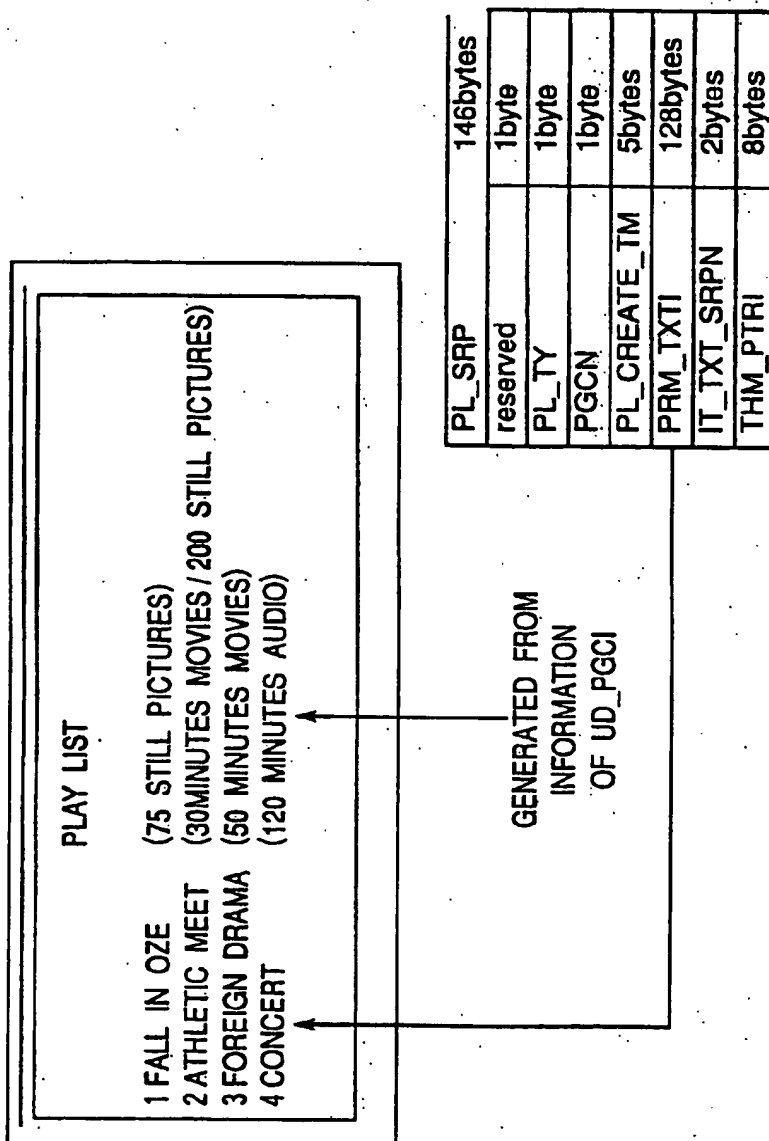 PLAY LIST
1 FALL IN OZE (75 STILL PICTURES)
2 ATHLETIC MEET (30MINUTES MOVIES / 200 STILL PICTURES)
3 FOREIGN DRAMA (50 MINUTES MOVIES)
4 CONCERT (120 MINUTES AUDIO)
GENERATED FROM
INFORMATION
OF UD_PGCI
PL_SRP 146bytes
reserved 1byte
PL_TY 1byte
PGCN 1byte
PL_CREATE_TM 5bytes
PRM_TXTI 128bytes
IT_TXT_SRPN 2bytes
THM_PTRI 8bytes